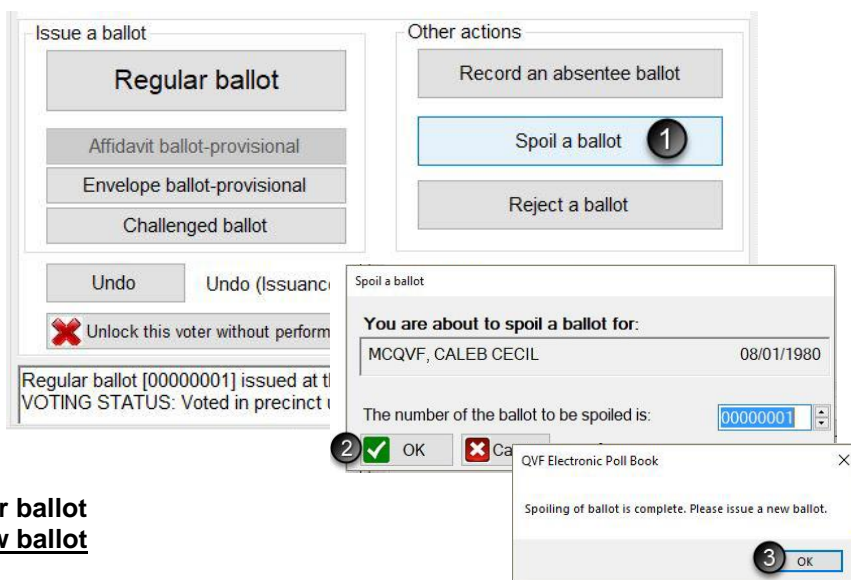 Issue a ballot
Regular ballot
Affidavit ballot-provisional
Envelope ballot-provisional
Challenged ballot
Other actions
Record an absentee ballot
Spoil a ballot 1
Reject a ballot
Undo Undo
Unlock this voter without
Regular ballot [00000001] issued at
VOTING STATUS: Voted in precinct
Spoil a ballot
You are about to spoil a ballot for:
MCQVF, CALEB CECIL 08/01/1980
The number of the ballot to be spoiled is: 00000001
2 OK
QVF Electronic Poll Book X
Spoiling of ballot is complete. Please issue a new ballot.
3 OK
ballot
ballot